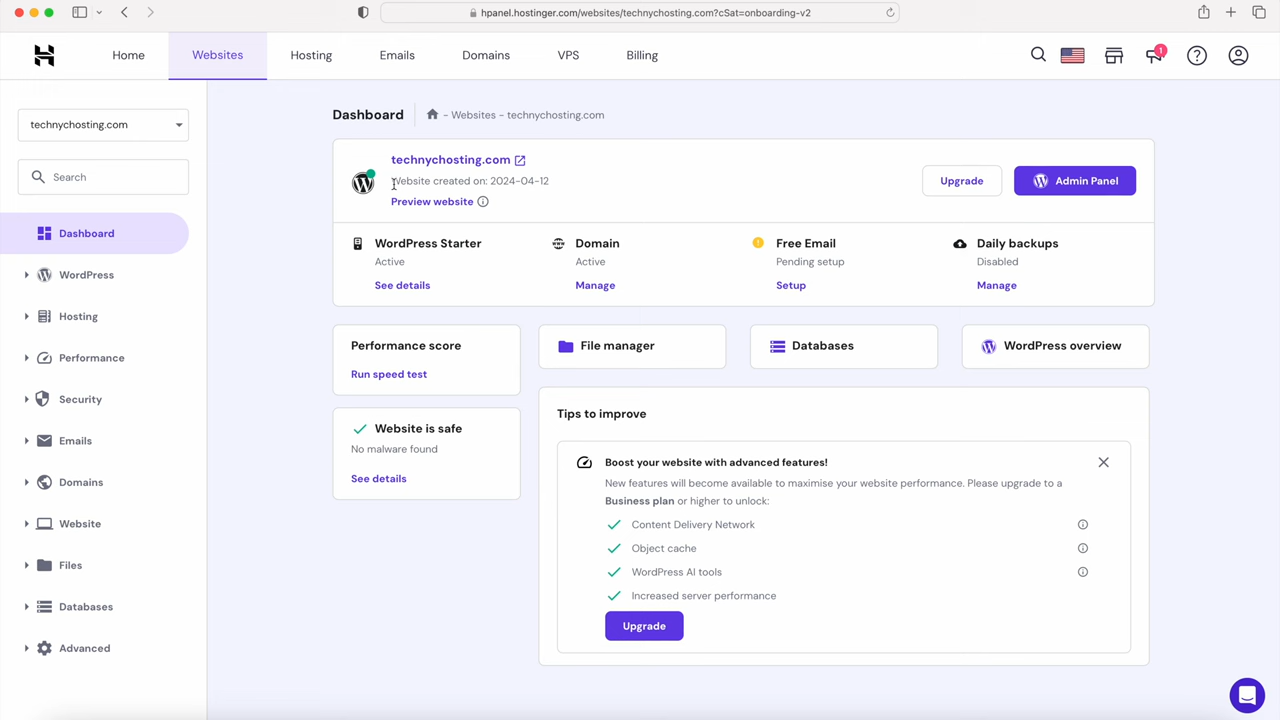 hpanel.hostinger.com/websites/technychosting.com?cSat=onboarding-v2
Home
Websites
Hosting
Emails
Domains
VPS
Billing
1
technychosting.com
Search
Dashboard
WordPress
Hosting
Performance
Security
Emails
Domains
Website
Files
Databases
Advanced
Dashboard
- Websites - technychosting.com
technychosting.com
Website created on: 2024-04-12
Preview website
Upgrade
Admin Panel
WordPress Starter
Active
See details
Domain
Active
Manage
Free Email
Pending setup
Setup
Daily backups
Disabled
Manage
Performance score
Run speed test
File manager
Databases
WordPress overview
Website is safe
No malware found
See details
Tips to improve
Boost your website with advanced features!
New features will become available to maximise your website performance. Please upgrade to a
Business plan or higher to unlock:
Content Delivery Network
Object cache
WordPress AI tools
Increased server performance
Upgrade